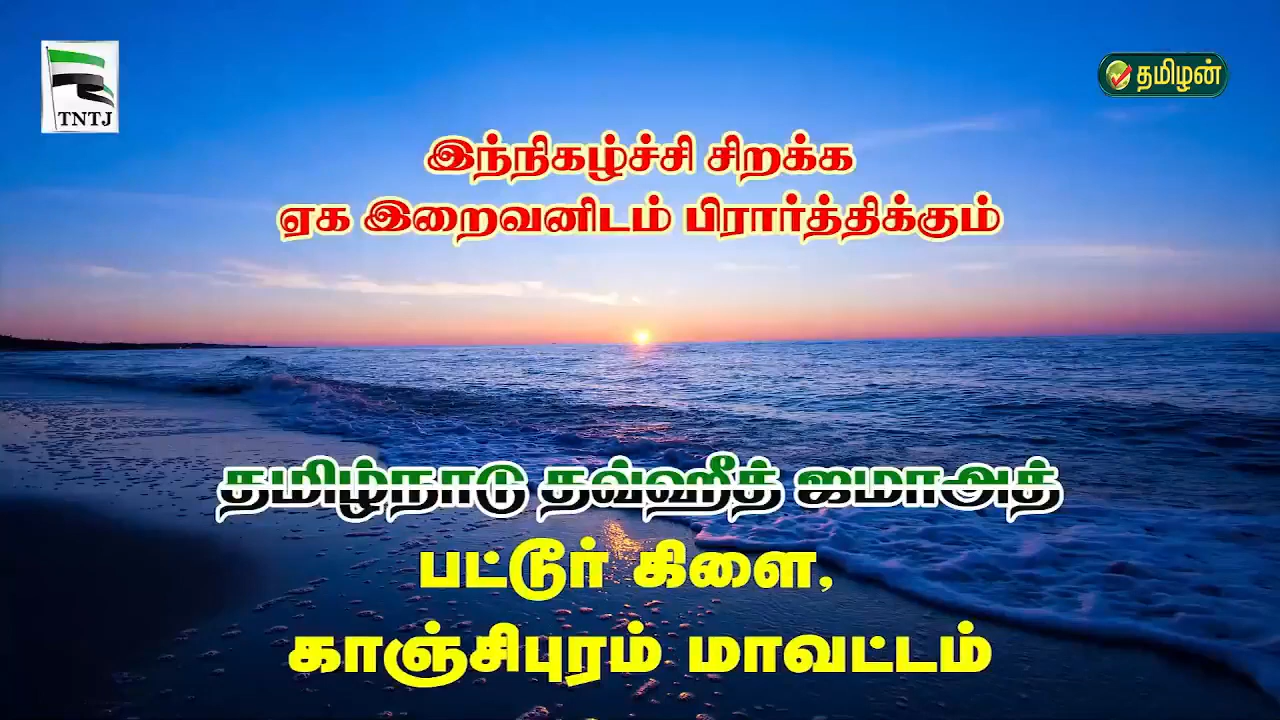 TNTJ
தமிழன்
இந்நிகழ்ச்சி சிறக்க
ஏக இறைவனிடம் பிரார்த்திக்கும்
தமிழ்நாடு தவ்ஹீத் ஜமாஅத்
பட்டூர் கிளை,
காஞ்சிபுரம் மாவட்டம்